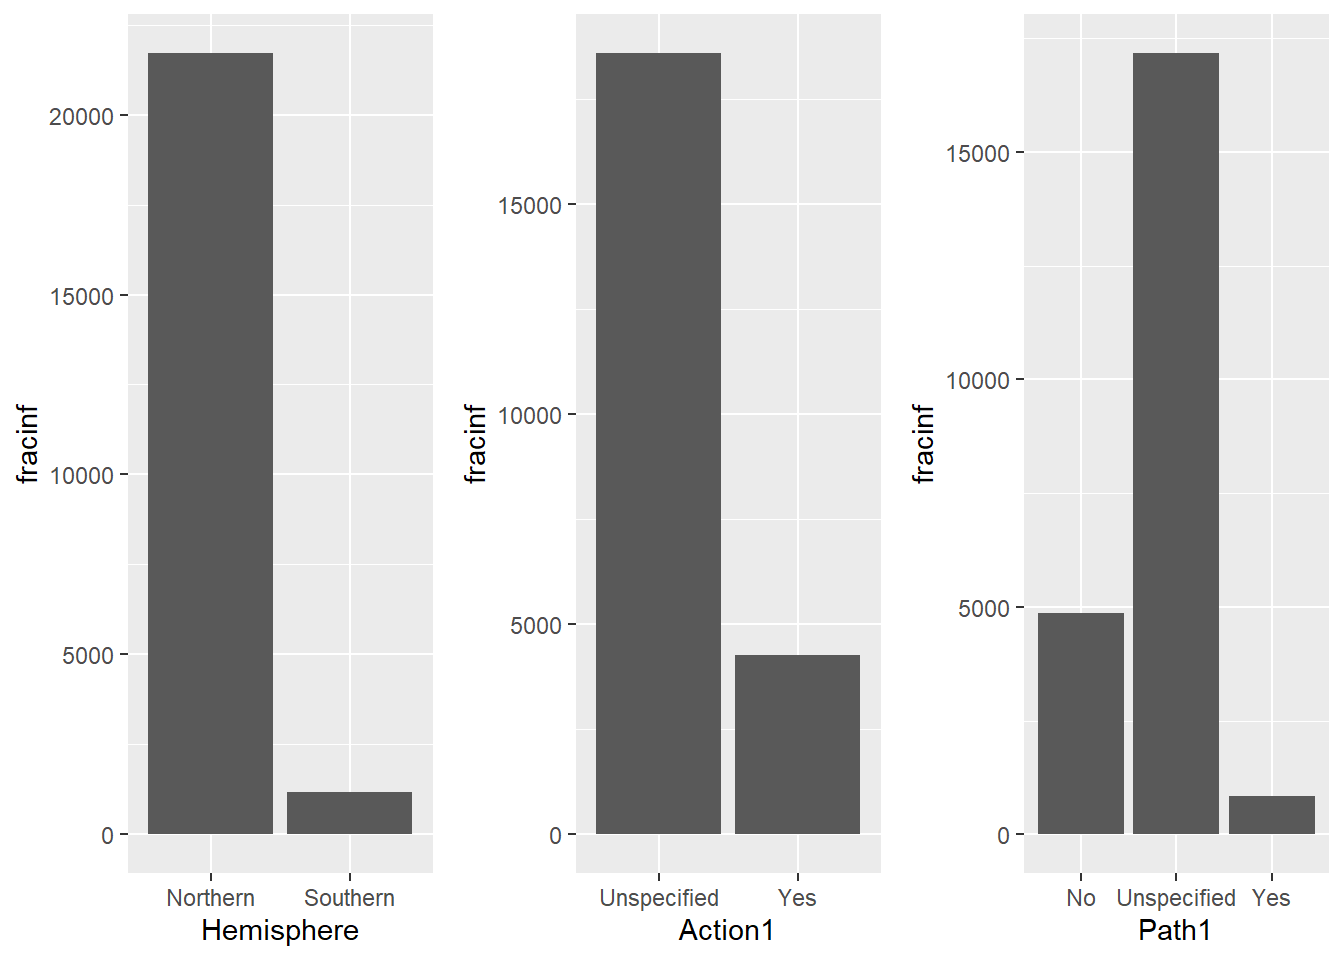 fracinf
20000
15000
10000
5000
0
Northern Southern
Hemisphere
fracinf
15000
10000
5000
0
Unspecified Yes
Action1
fracinf
15000
10000
5000
0
No Unspecified Yes
Path1